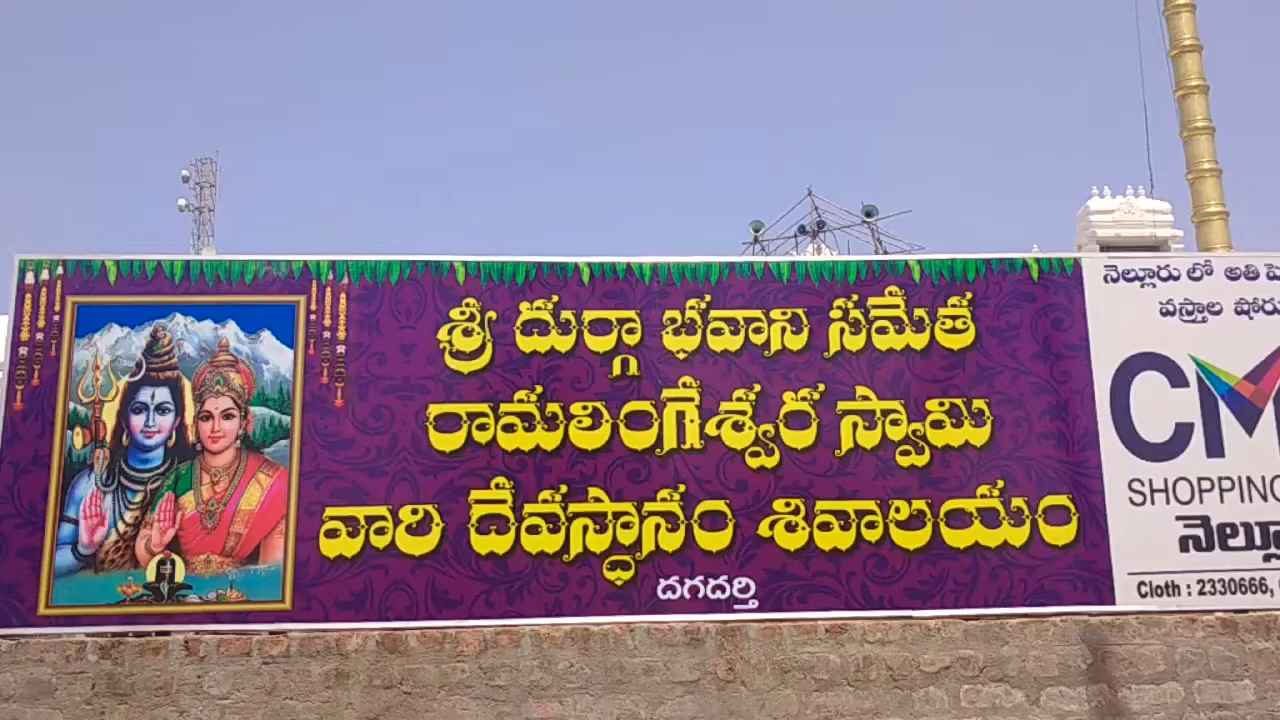 శ్రీ దుర్గా భవాని సమేత
రామలింగేశ్వర స్వామి
వారి దేవస్థానం శివాలయం
దగదర్తి
నెల్లూరు లో అతి
వస్త్రాల
CM
SHOPPING
Cloth : 2330666,